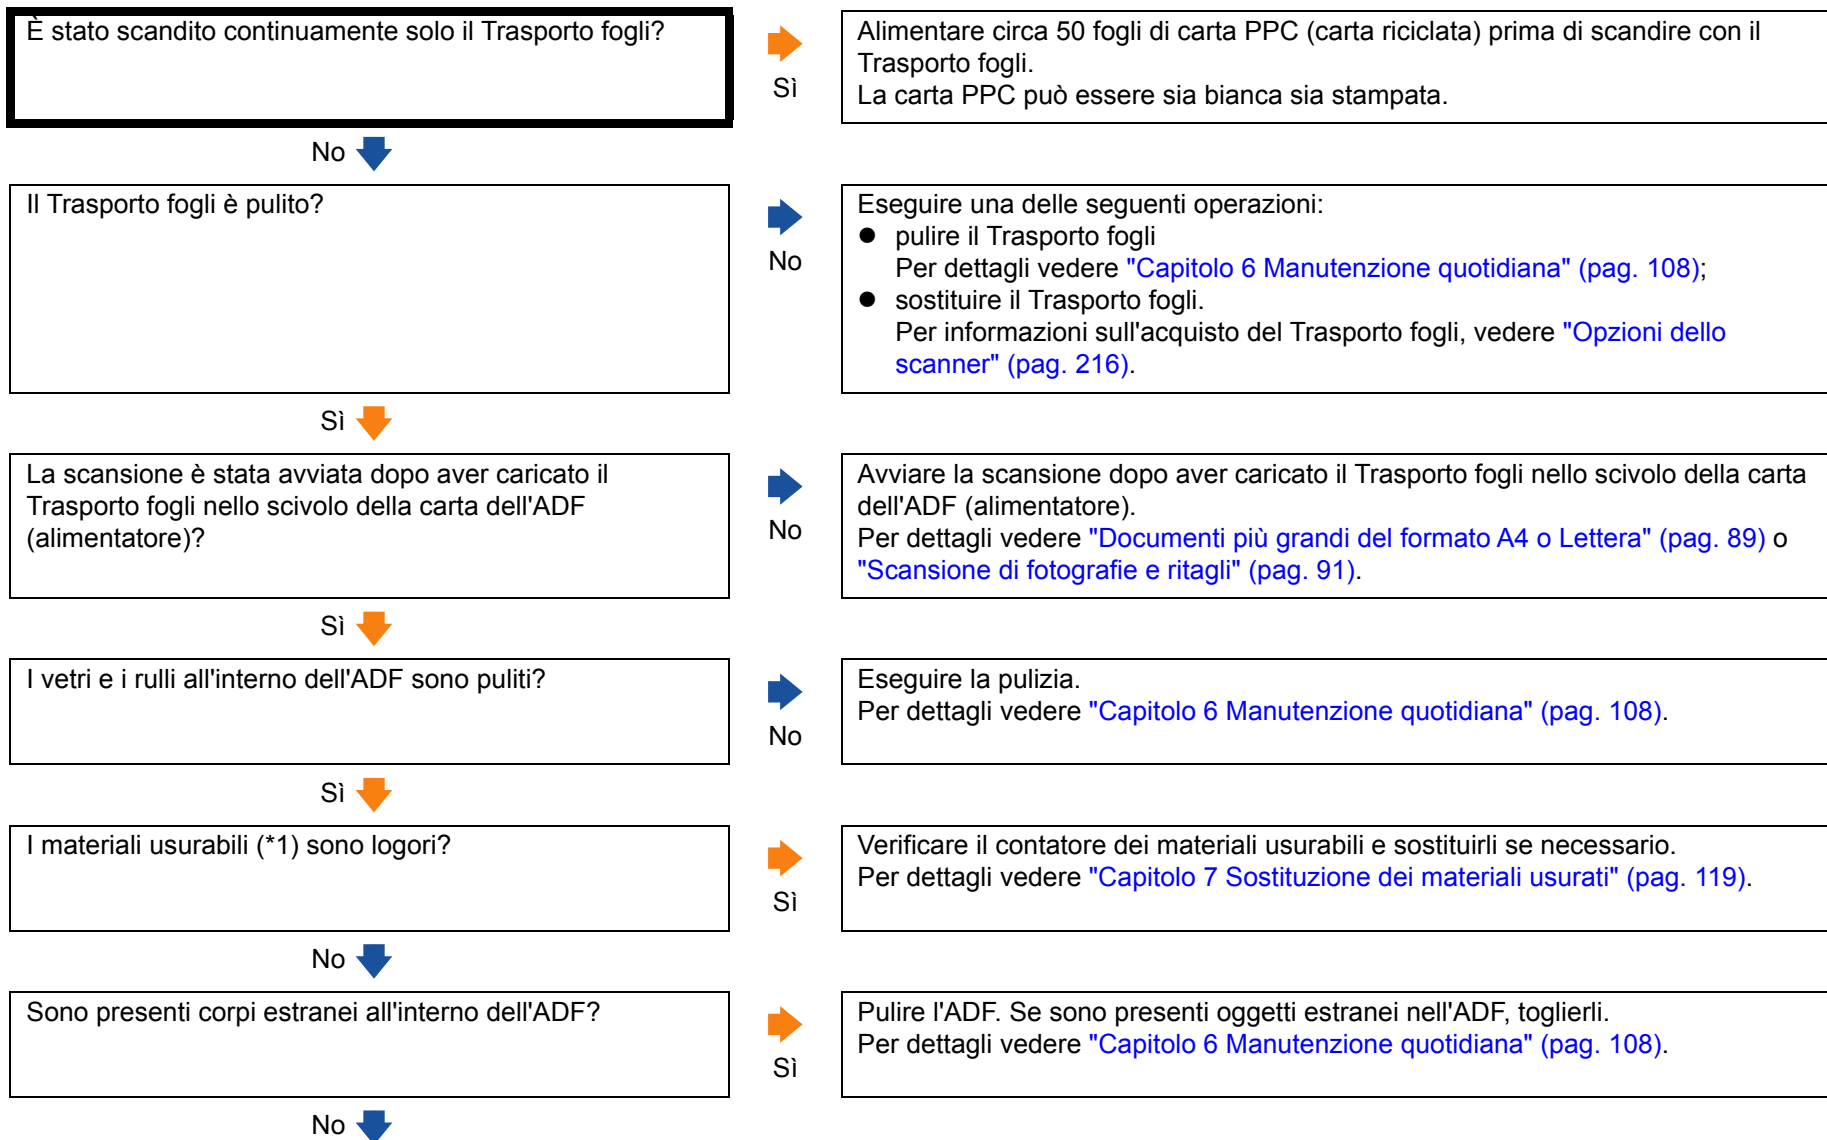 È stato scandito continuamente solo il Trasporto fogli?
Sì
Alimentare circa 50 fogli di carta PPC (carta riciclata) prima di scandire con il
Trasporto fogli.
La carta PPC può essere sia bianca sia stampata.
No
Il Trasporto fogli è pulito?
No
Eseguire una delle seguenti operazioni:
● pulire il Trasporto fogli
Per dettagli vedere "Capitolo 6 Manutenzione quotidiana" (pag. 108);
● sostituire il Trasporto fogli.
Per informazioni sull'acquisto del Trasporto fogli, vedere "Opzioni dello
scanner" (pag. 216).
Sì
La scansione è stata avviata dopo aver caricato il
Trasporto fogli nello scivolo della carta dell'ADF
(alimentatore)?
No
Avviare la scansione dopo aver caricato il Trasporto fogli nello scivolo della carta
dell'ADF (alimentatore).
Per dettagli vedere "Documenti più grandi del formato A4 o Lettera" (pag. 89) o
"Scansione di fotografie e ritagli" (pag. 91).
Sì
I vetri e i rulli all'interno dell'ADF sono puliti?
No
Eseguire la pulizia.
Per dettagli vedere "Capitolo 6 Manutenzione quotidiana" (pag. 108).
Sì
I materiali usurabili (*1) sono logori?
Sì
Verificare il contatore dei materiali usurabili e sostituirli se necessario.
Per dettagli vedere "Capitolo 7 Sostituzione dei materiali usurati" (pag. 119).
No
Sono presenti corpi estranei all'interno dell'ADF?
Sì
Pulire l'ADF. Se sono presenti oggetti estranei nell'ADF, toglierli.
Per dettagli vedere "Capitolo 6 Manutenzione quotidiana" (pag. 108).
No